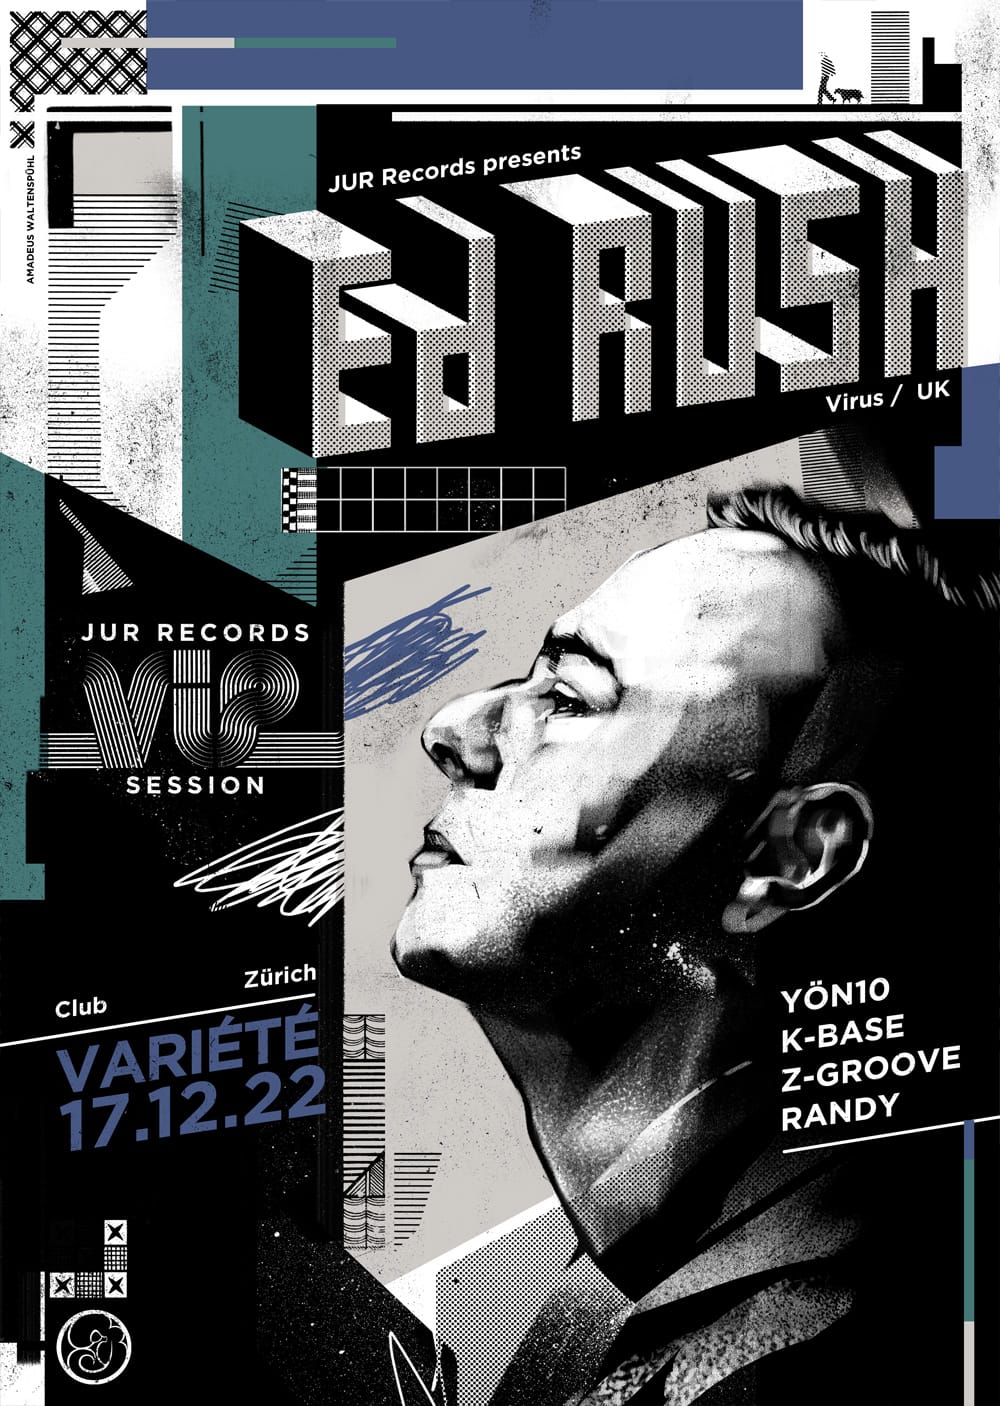 AMADEUS WALTENSPÜHL
JUR Records presents
Ed RUSH
Virus / UK
JUR RECORDS
ViP
SESSION
Zürich
Club
VARIÉTÉ
17.12.22
YÖN10
K-BASE
Z-GROOVE
RANDY